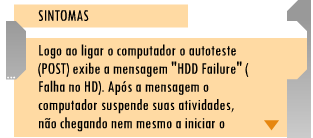 SINTOMAS
Logo ao ligar o computador o autoteste
(POST) exibe a mensagem "HDD Failure" (
Falha no HD). Após a mensagem o
computador suspende suas atividades,
não chegando nem mesmo a iniciar o